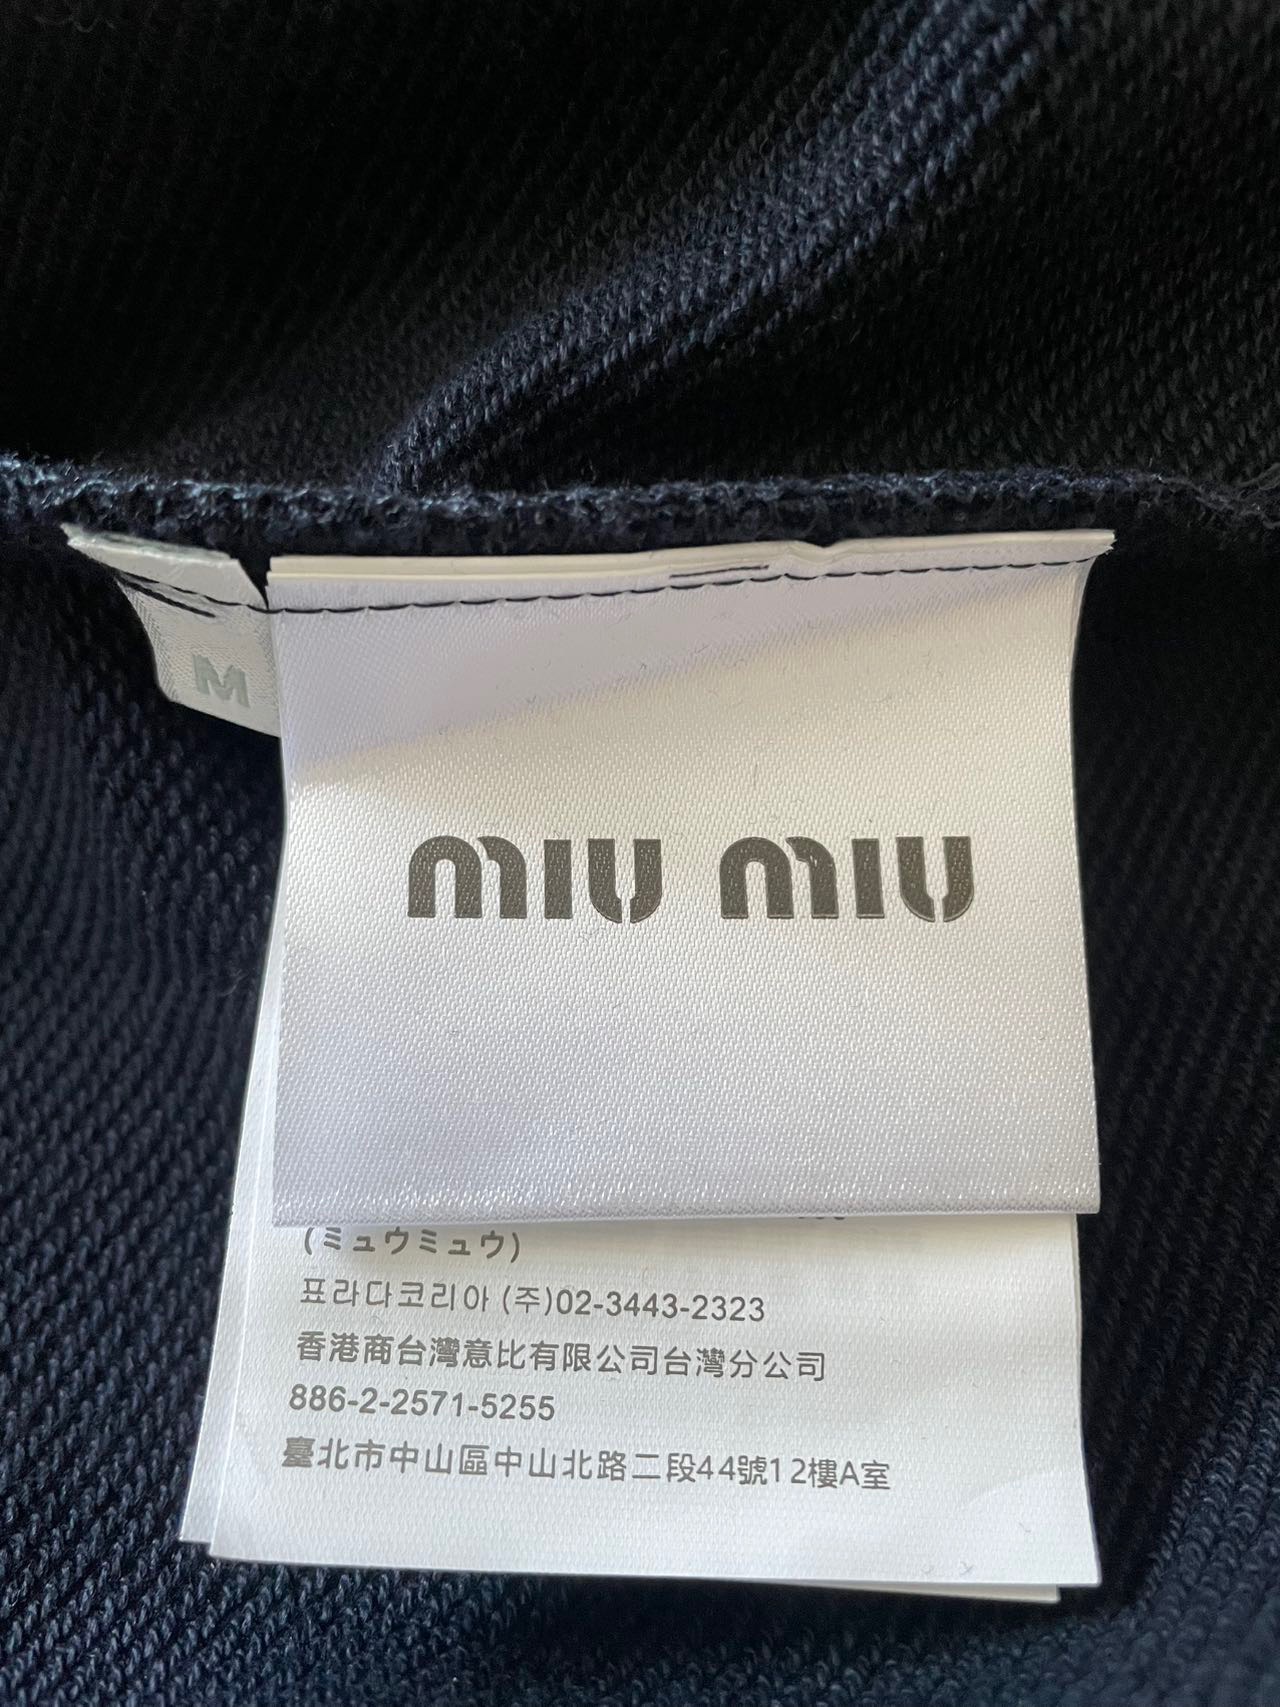 M
miu miu
(ミュウミュウ)
표라다코리아 (주)02-3443-2323
香港商台灣意比有限公司台灣分公司
886-2-2571-5255
臺北市中山區中山北路二段44號12樓A室